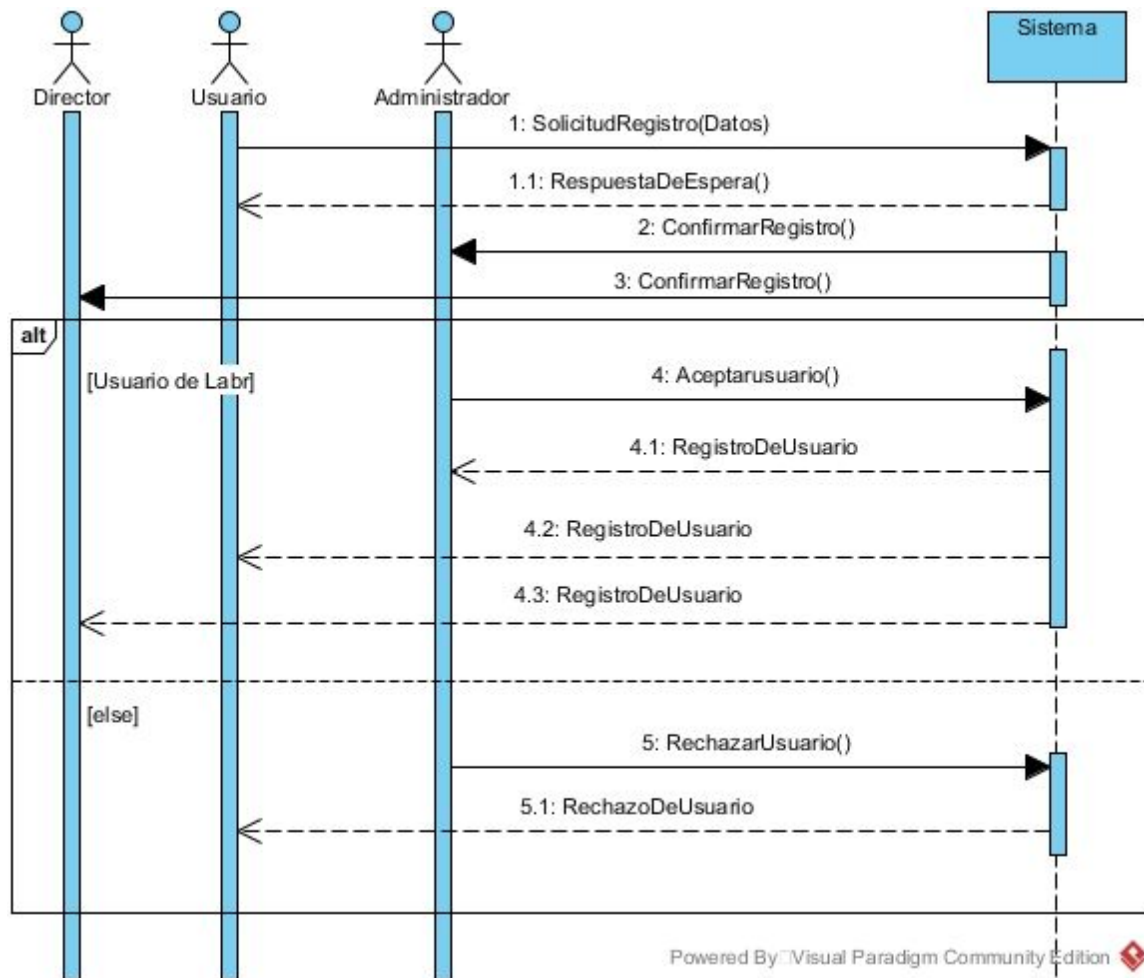 Sistema
Director
Usuario
Administrador
1: SolicitudRegistro(Datos)
1.1: RespuestaDeEspera()
2: ConfirmarRegistro()
3: ConfirmarRegistro()
alt
[Usuario de Labr]
4: Aceptarusuario()
4.1: RegistroDeUsuario
4.2: RegistroDeUsuario
4.3: RegistroDeUsuario
[else]
5: RechazarUsuario()
5.1: RechazoDeUsuario
Powered By Visual Paradigm Community Edition